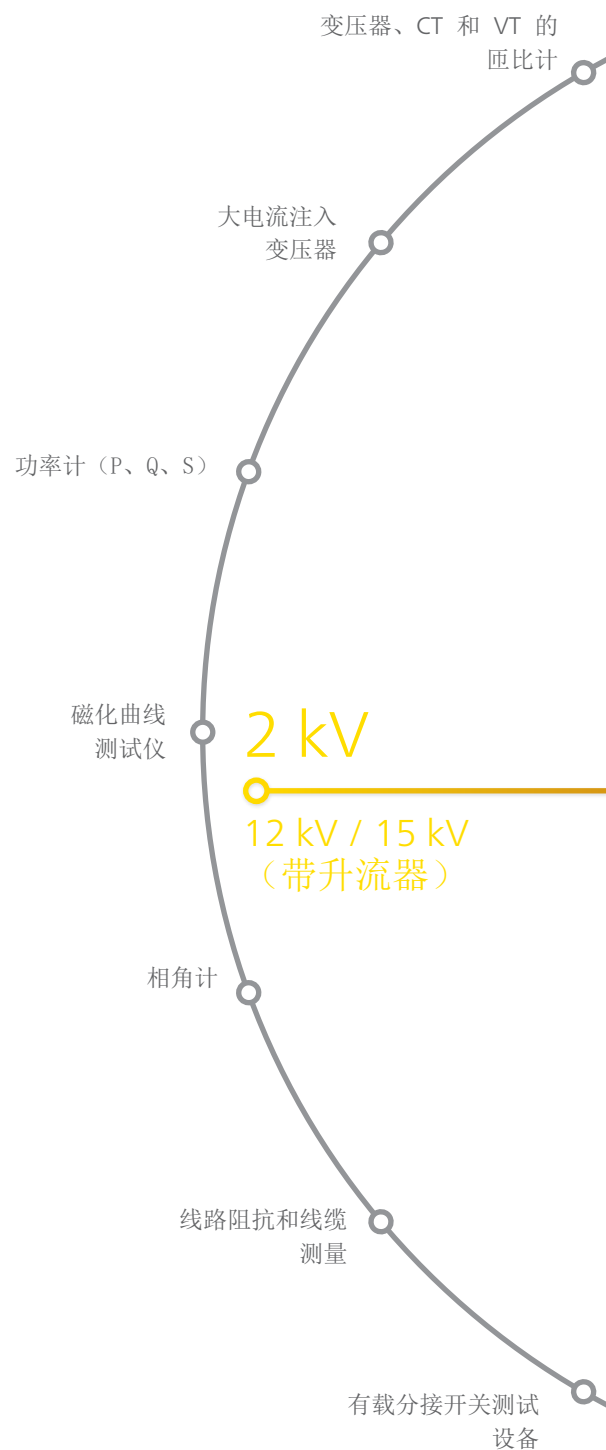 变压器、CT 和 VT 的
匝比计
大电流注入
变压器
功率计（P、Q、S）
磁化曲线
测试仪
2 kV
12 kV / 15 kV
（带升流器）
相角计
线路阻抗和线缆
测量
有载分接开关测试
设备